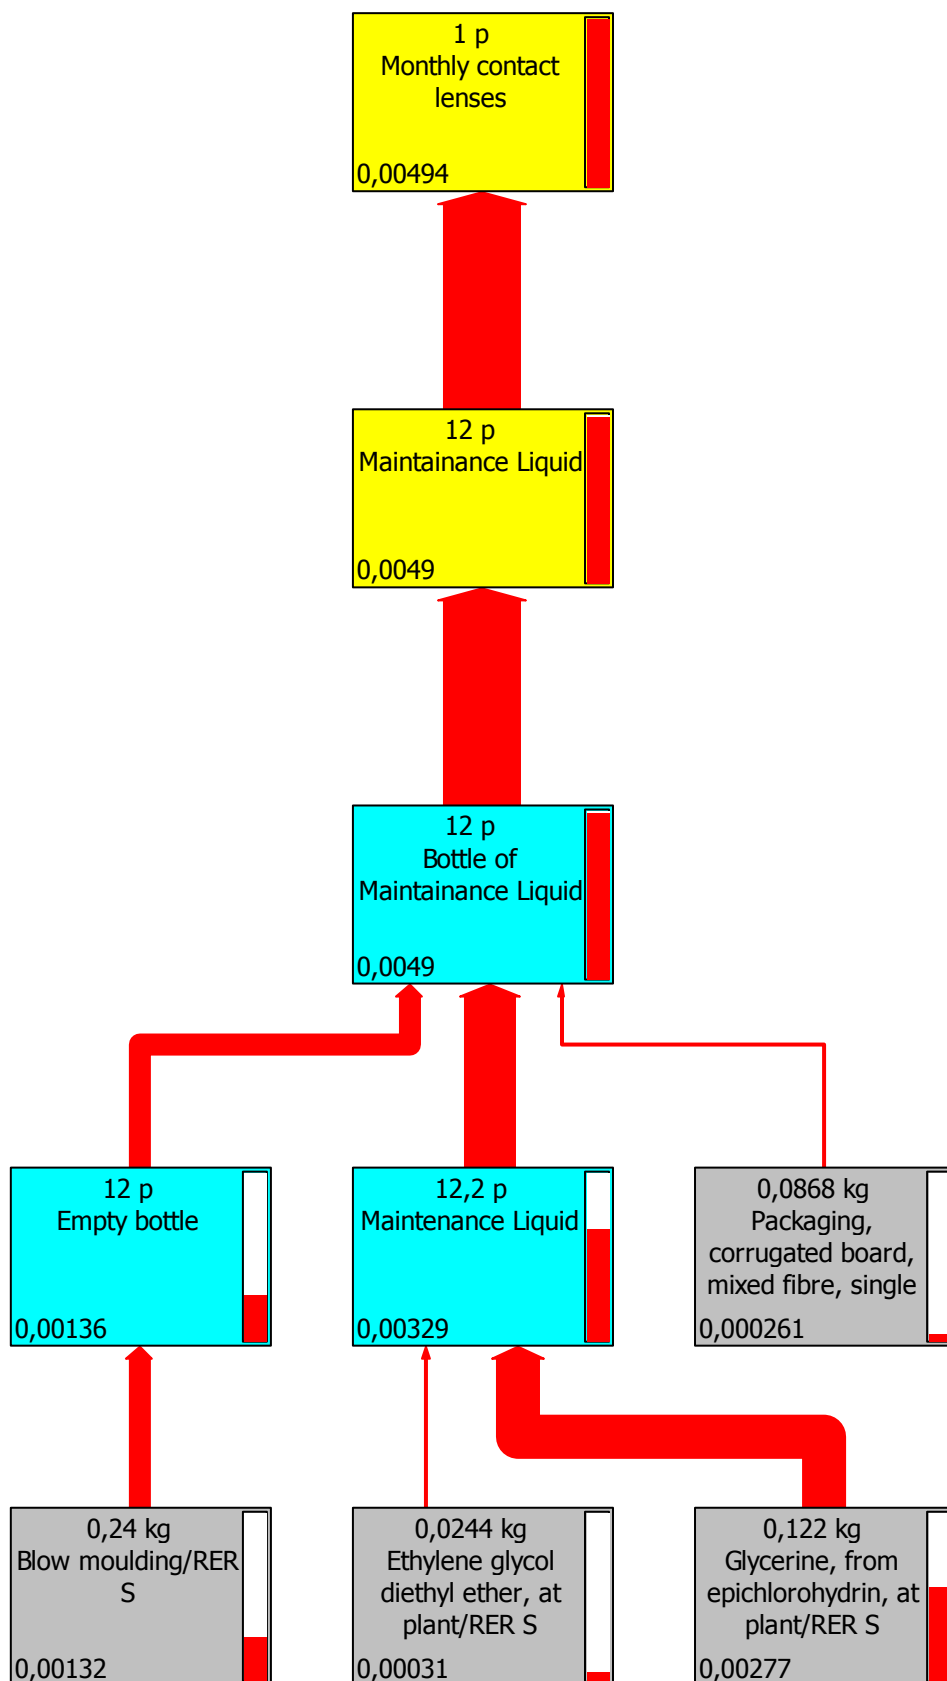 1 p
Monthly contact
lenses
0,00494
12 p
Maintainance Liquid
0,0049
12 p
Bottle of
Maintainance Liquid
0,0049
12 p
Empty bottle
0,00136
12,2 p
Maintenance Liquid
0,00329
0,0868 kg
Packaging,
corrugated board,
mixed fibre, single
0,000261
0,24 kg
Blow moulding/RER
S
0,00132
0,0244 kg
Ethylene glycol
diethyl ether, at
plant/RER S
0,00031
0,122 kg
Glycerine, from
epichlorohydrin, at
plant/RER S
0,00277